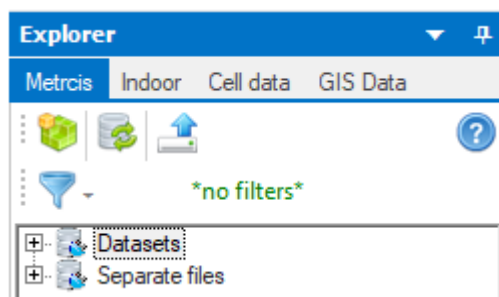 Explorer
Metrcis Indoor Cell data GIS Data
?
*no filters*
Datasets
Separate files